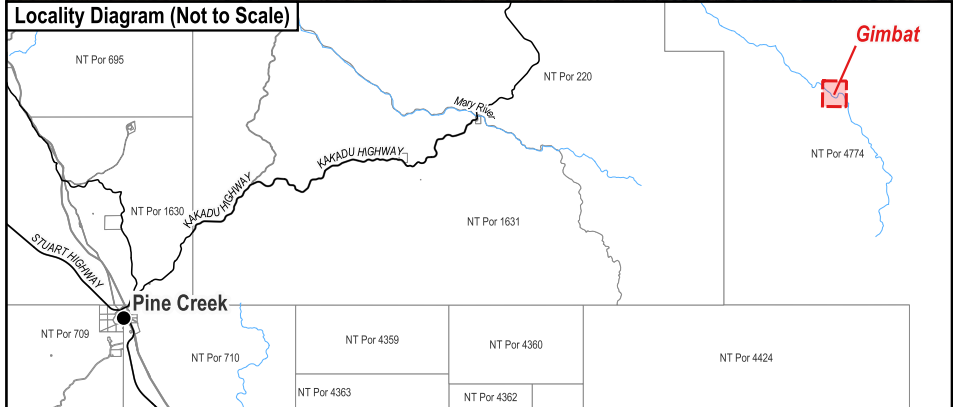 Locality Diagram (Not to Scale)
Gimbat
NT Por 695
NT Por 220
Mary River
KAKADU HIGHWAY
NT Por 4774
KAKADU HIGHWAY
NT Por 1630
NT Por 1631
STUART HIGHWAY
Pine Creek
NT Por 709
NT Por 710
NT Por 4359
NT Por 4360
NT Por 4424
NT Por 4363
NT Por 4362